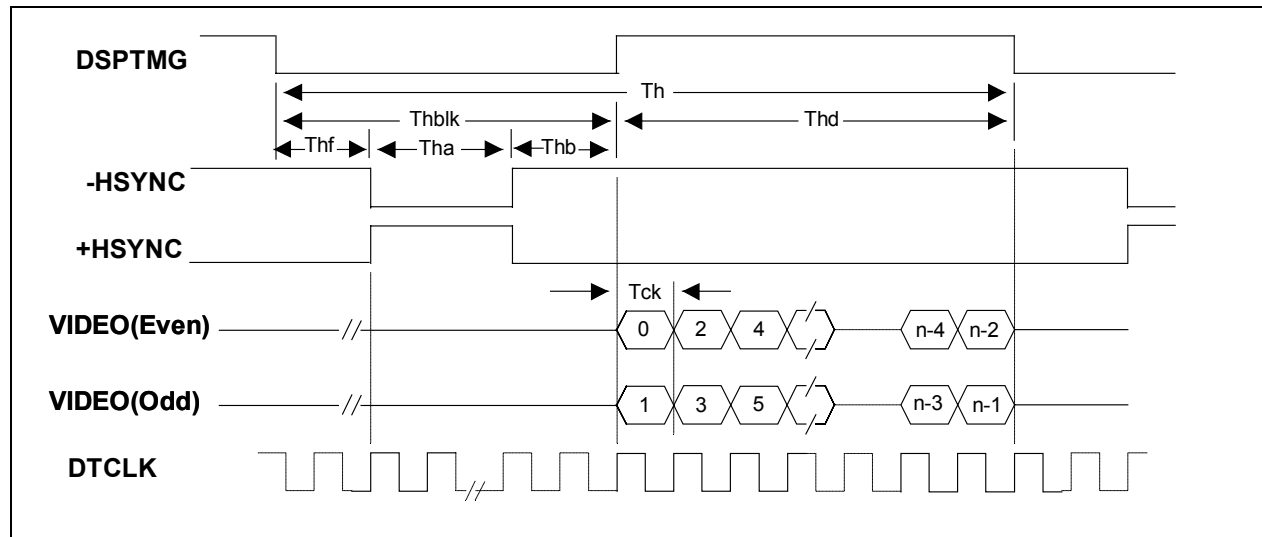 DSPTMG
Th
Thblk Thd
Thf Tha Thb
-HSYNC
+HSYNC
Tck
VIDEO(Even) 0 2 4 n-4 n-2
VIDEO(Odd) 1 3 5 n-3 n-1
DTCLK